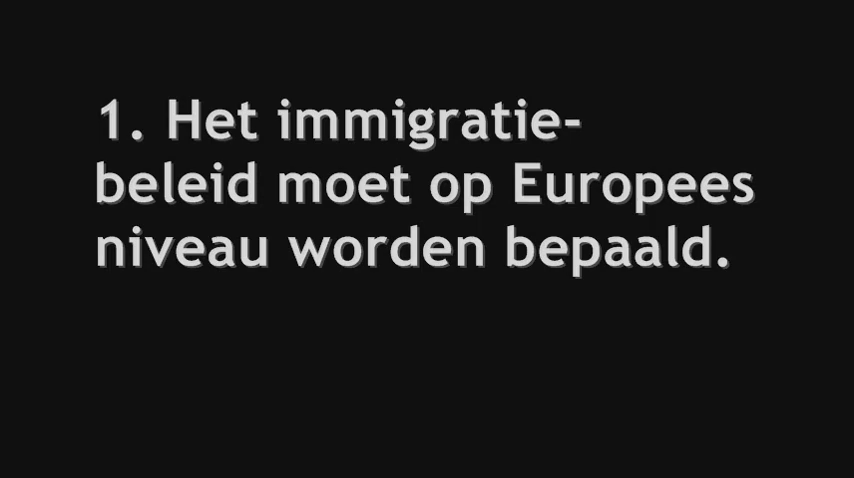 1. Het immigratie-
beleid moet op Europees
niveau worden bepaald.